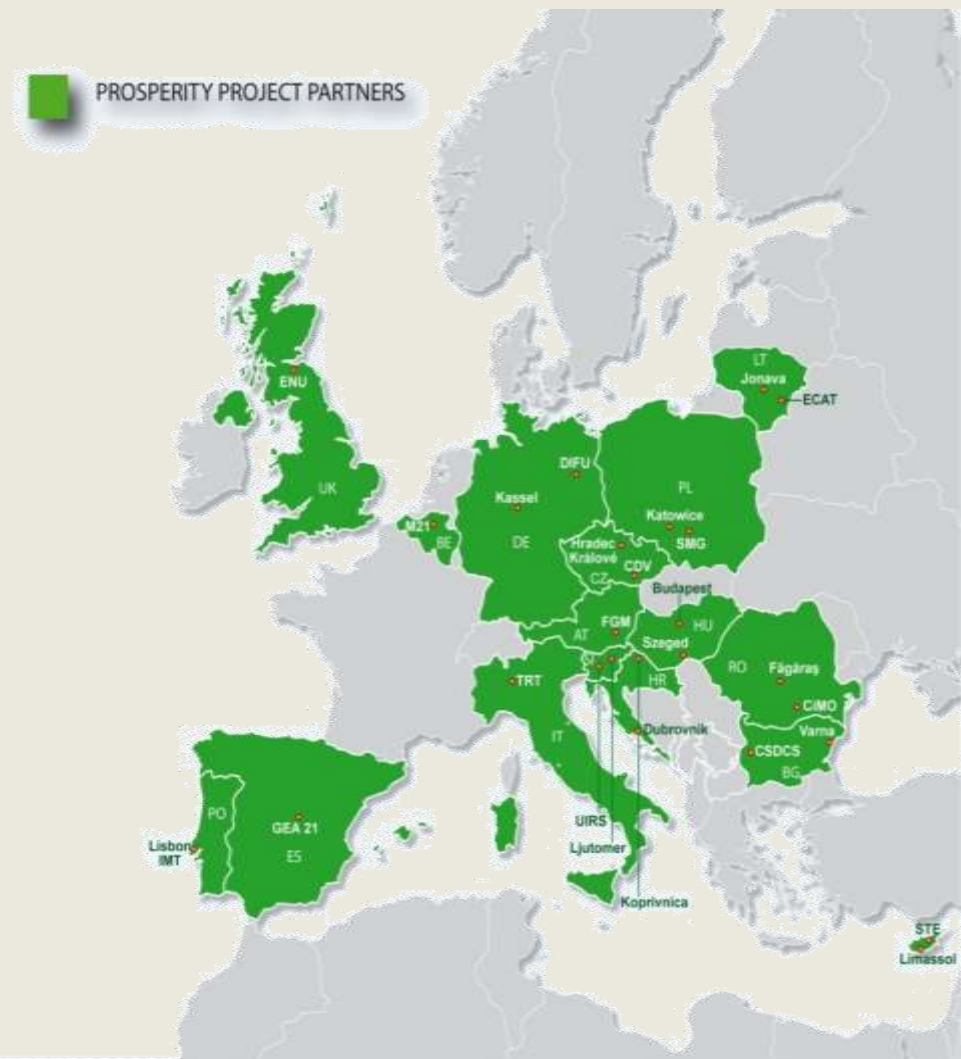 PROSPERITY PROJECT PARTNERS
LT
Jonava
ECAT
ENU
UK
DIFU
PL
Kassel
Katowice
SMG
M21
BE
DE
Hradec
Králové
CDV
CZ
Budapest
FGM
AT
HU
Szeged
SI
HR
RO
Făgăraș
TRT
CiMO
Dubrovnik
Varna
CSDCS
BG
IT
PO
GEA 21
ES
Lisbon
IMT
UIRS
Ljutomer
Koprivnica
STE
Limassol